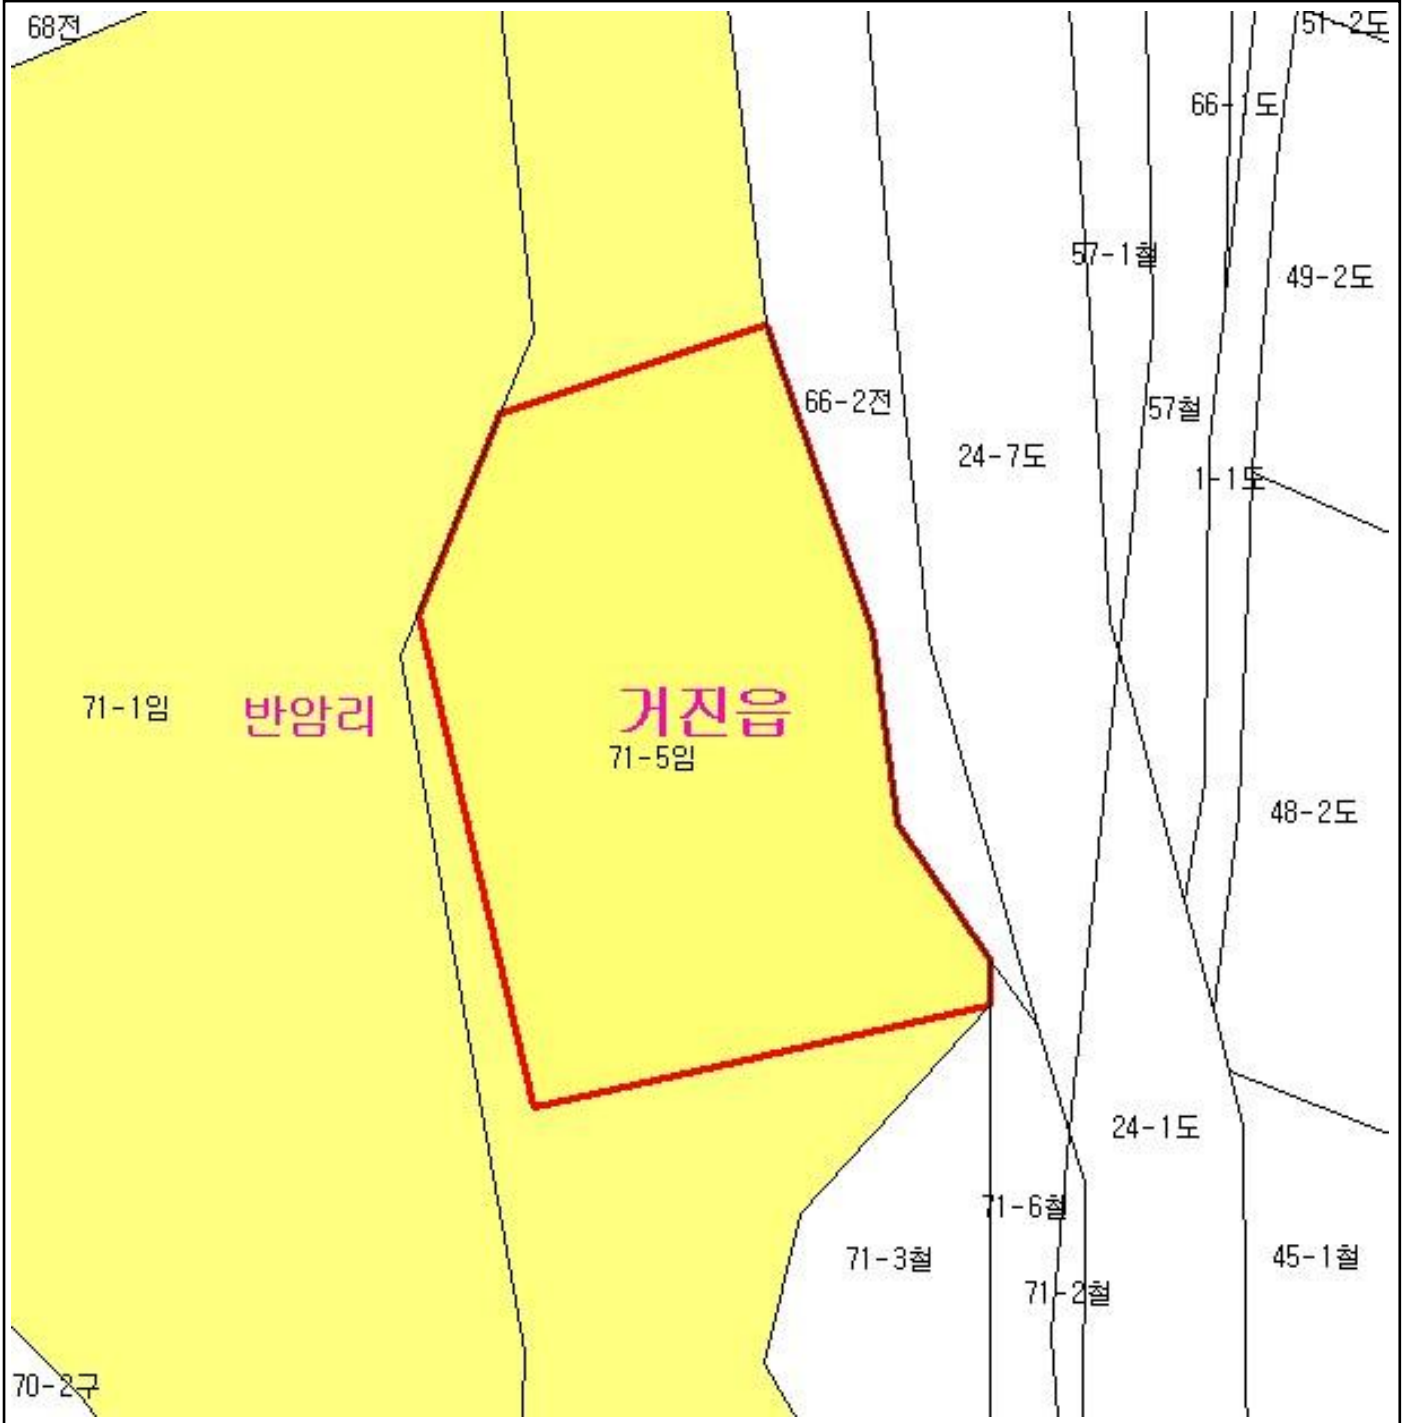 68전
51-2도
66-1도
57-1철
49-2도
66-2전
57철
24-7도
1-1도
71-1임
반암리
거진읍
71-5임
48-2도
24-1도
71-6철
71-3철
45-1철
71-2철
70-2구